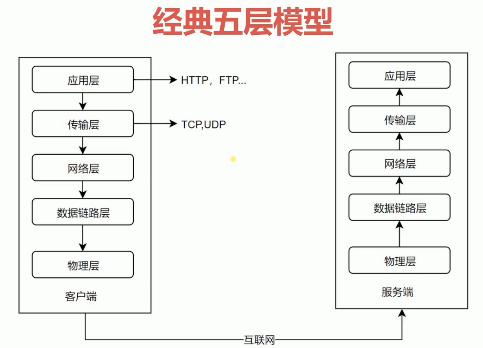 经典五层模型
应用层
HTTP，FTP...
传输层
TCP,UDP
网络层
数据链路层
物理层
客户端
应用层
传输层
网络层
数据链路层
物理层
服务端
互联网